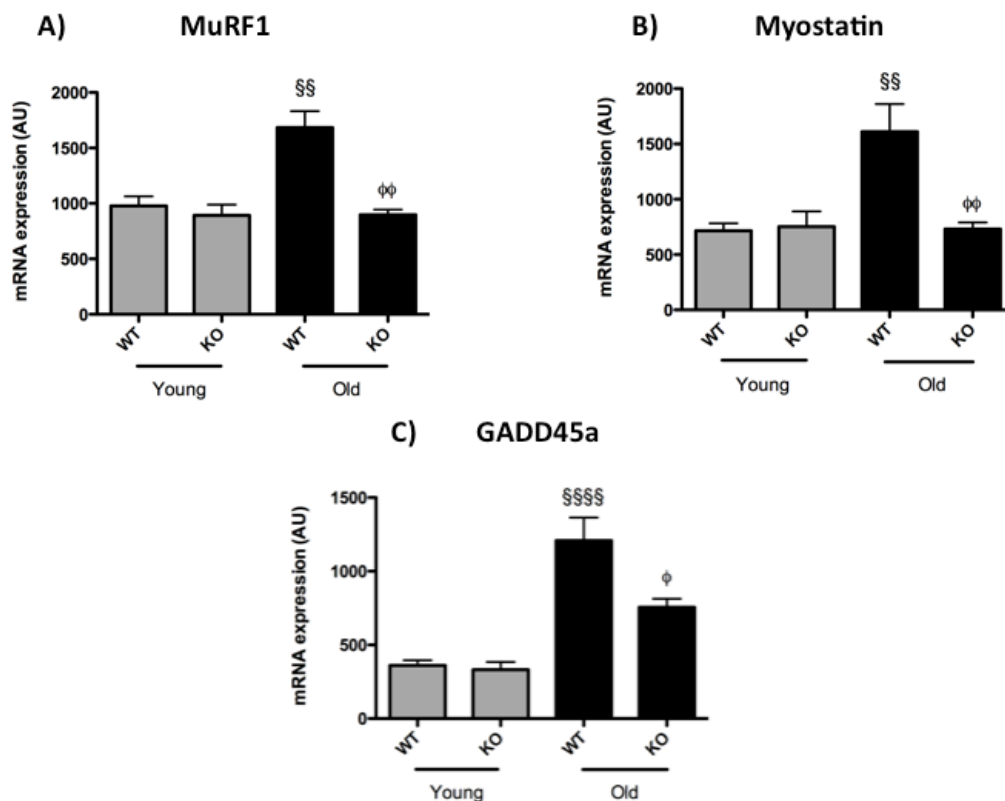 A) MuRF1
mRNA expression (AU)
2000
1500
1000
500
0
§§
ϕϕ
WT
KO
WT
KO
Young
Old
B) Myostatin
mRNA expression (AU)
2000
1500
1000
500
0
§§
ϕϕ
WT
KO
WT
KO
Young
Old
C) GADD45a
mRNA expression (AU)
1500
1000
500
0
§§§§
ϕ
WT
KO
WT
KO
Young
Old